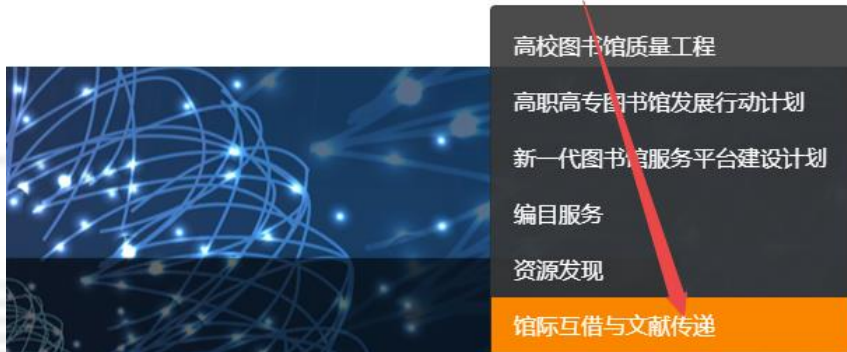 高校图书馆质量工程
高职高专图书馆发展行动计划
新一代图书馆服务平台建设计划
编目服务
资源发现
馆际互借与文献传递